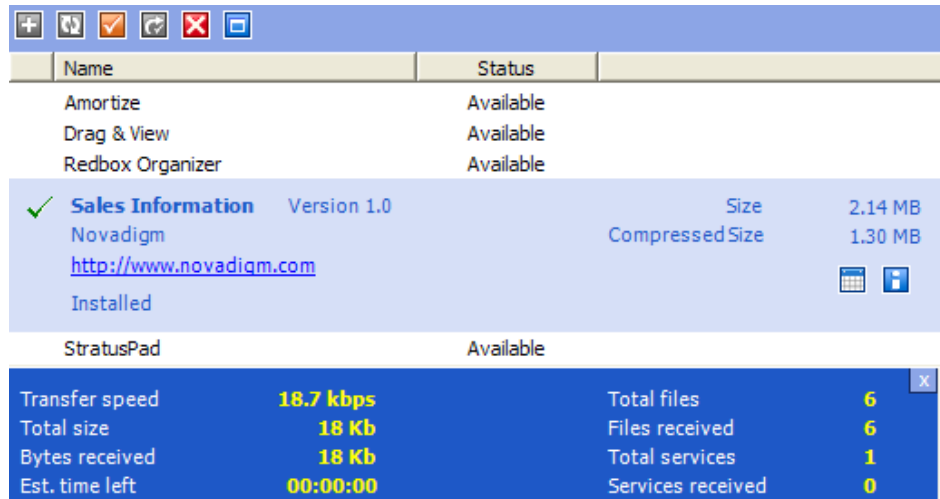 Name Status
Amortize Available
Drag & View Available
Redbox Organizer Available
Sales Information Version 1.0 Size 2.14 MB
Novadigm Compressed Size 1.30 MB
http://www.novadigm.com
Installed
StratusPad Available
x
Transfer speed 18.7 kbps Total files 6
Total size 18 Kb Files received 6
Bytes received 18 Kb Total services 1
Est. time left 00:00:00 Services received 0